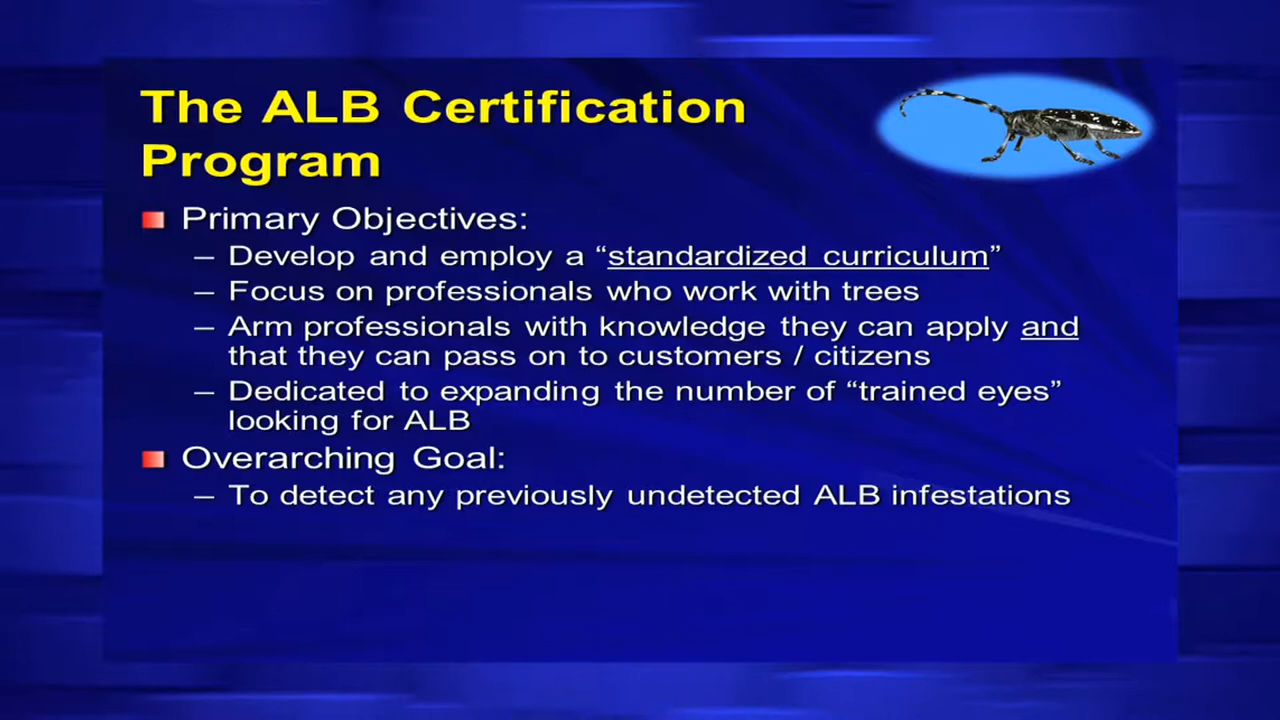 The ALB Certification
Program
Primary Objectives:
– Develop and employ a “standardized curriculum”
– Focus on professionals who work with trees
– Arm professionals with knowledge they can apply and
that they can pass on to customers / citizens
– Dedicated to expanding the number of “trained eyes”
looking for ALB
Overarching Goal:
– To detect any previously undetected ALB infestations